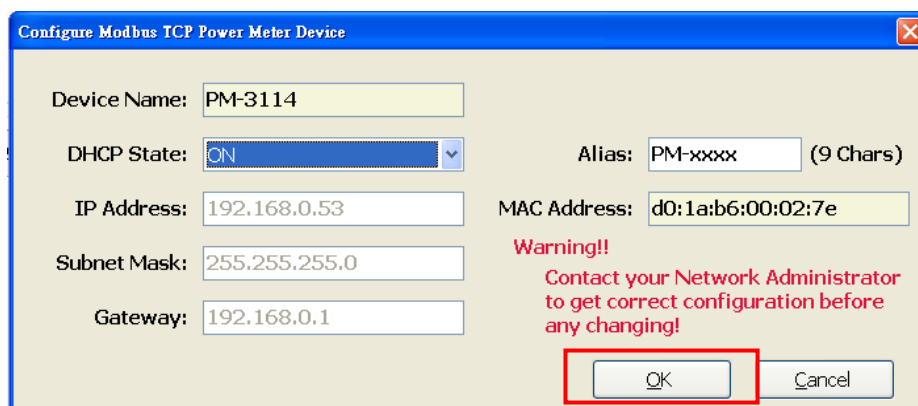 Configure Modbus TCP Power Meter Device
Device Name: PM-3114
DHCP State: ON
Alias: PM-xxxx (9 Chars)
IP Address: 192.168.0.53
MAC Address: d0:1a:b6:00:02:7e
Subnet Mask: 255.255.255.0
Gateway: 192.168.0.1
Warning!!
Contact your Network Administrator
to get correct configuration before
any changing!
OK
Cancel